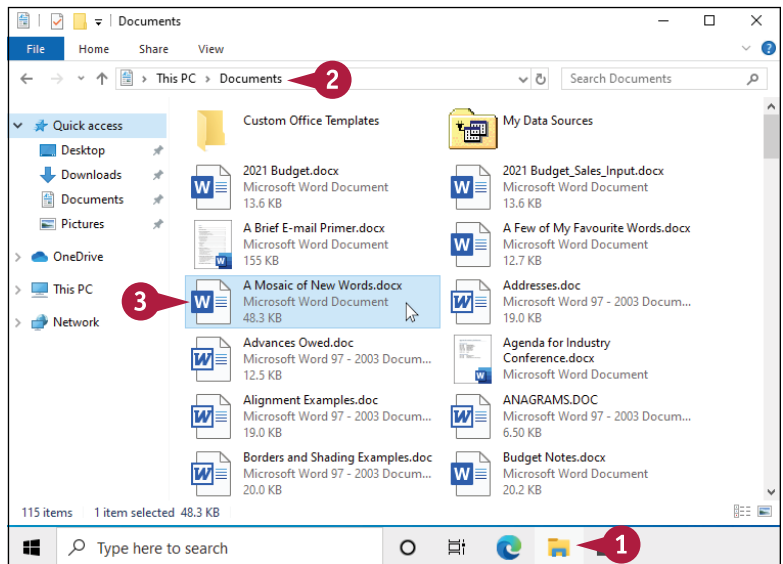 Documents
File Home Share View
This PC > Documents
2
Search Documents
Quick access
Desktop
Downloads
Documents
Pictures
OneDrive
This PC
Network
Custom Office Templates
My Data Sources
2021 Budget.docx
Microsoft Word Document
13.6 KB
2021 Budget_Sales_Input.docx
Microsoft Word Document
13.6 KB
A Brief E-mail Primer.docx
Microsoft Word Document
155 KB
A Few of My Favourite Words.docx
Microsoft Word Document
12.7 KB
3
A Mosaic of New Words.docx
Microsoft Word Document
48.3 KB
Addresses.doc
Microsoft Word 97 - 2003 Docum...
19.0 KB
Advances Owed.doc
Microsoft Word 97 - 2003 Docum...
12.5 KB
Agenda for Industry
Conference.docx
Microsoft Word Document
Alignment Examples.doc
Microsoft Word 97 - 2003 Docum...
19.0 KB
ANAGRAMS.DOC
Microsoft Word 97 - 2003 Docum...
6.50 KB
Borders and Shading Examples.doc
Microsoft Word 97 - 2003 Docum...
20.0 KB
Budget Notes.docx
Microsoft Word Document
20.2 KB
115 items 1 item selected 48.3 KB
Type here to search
1